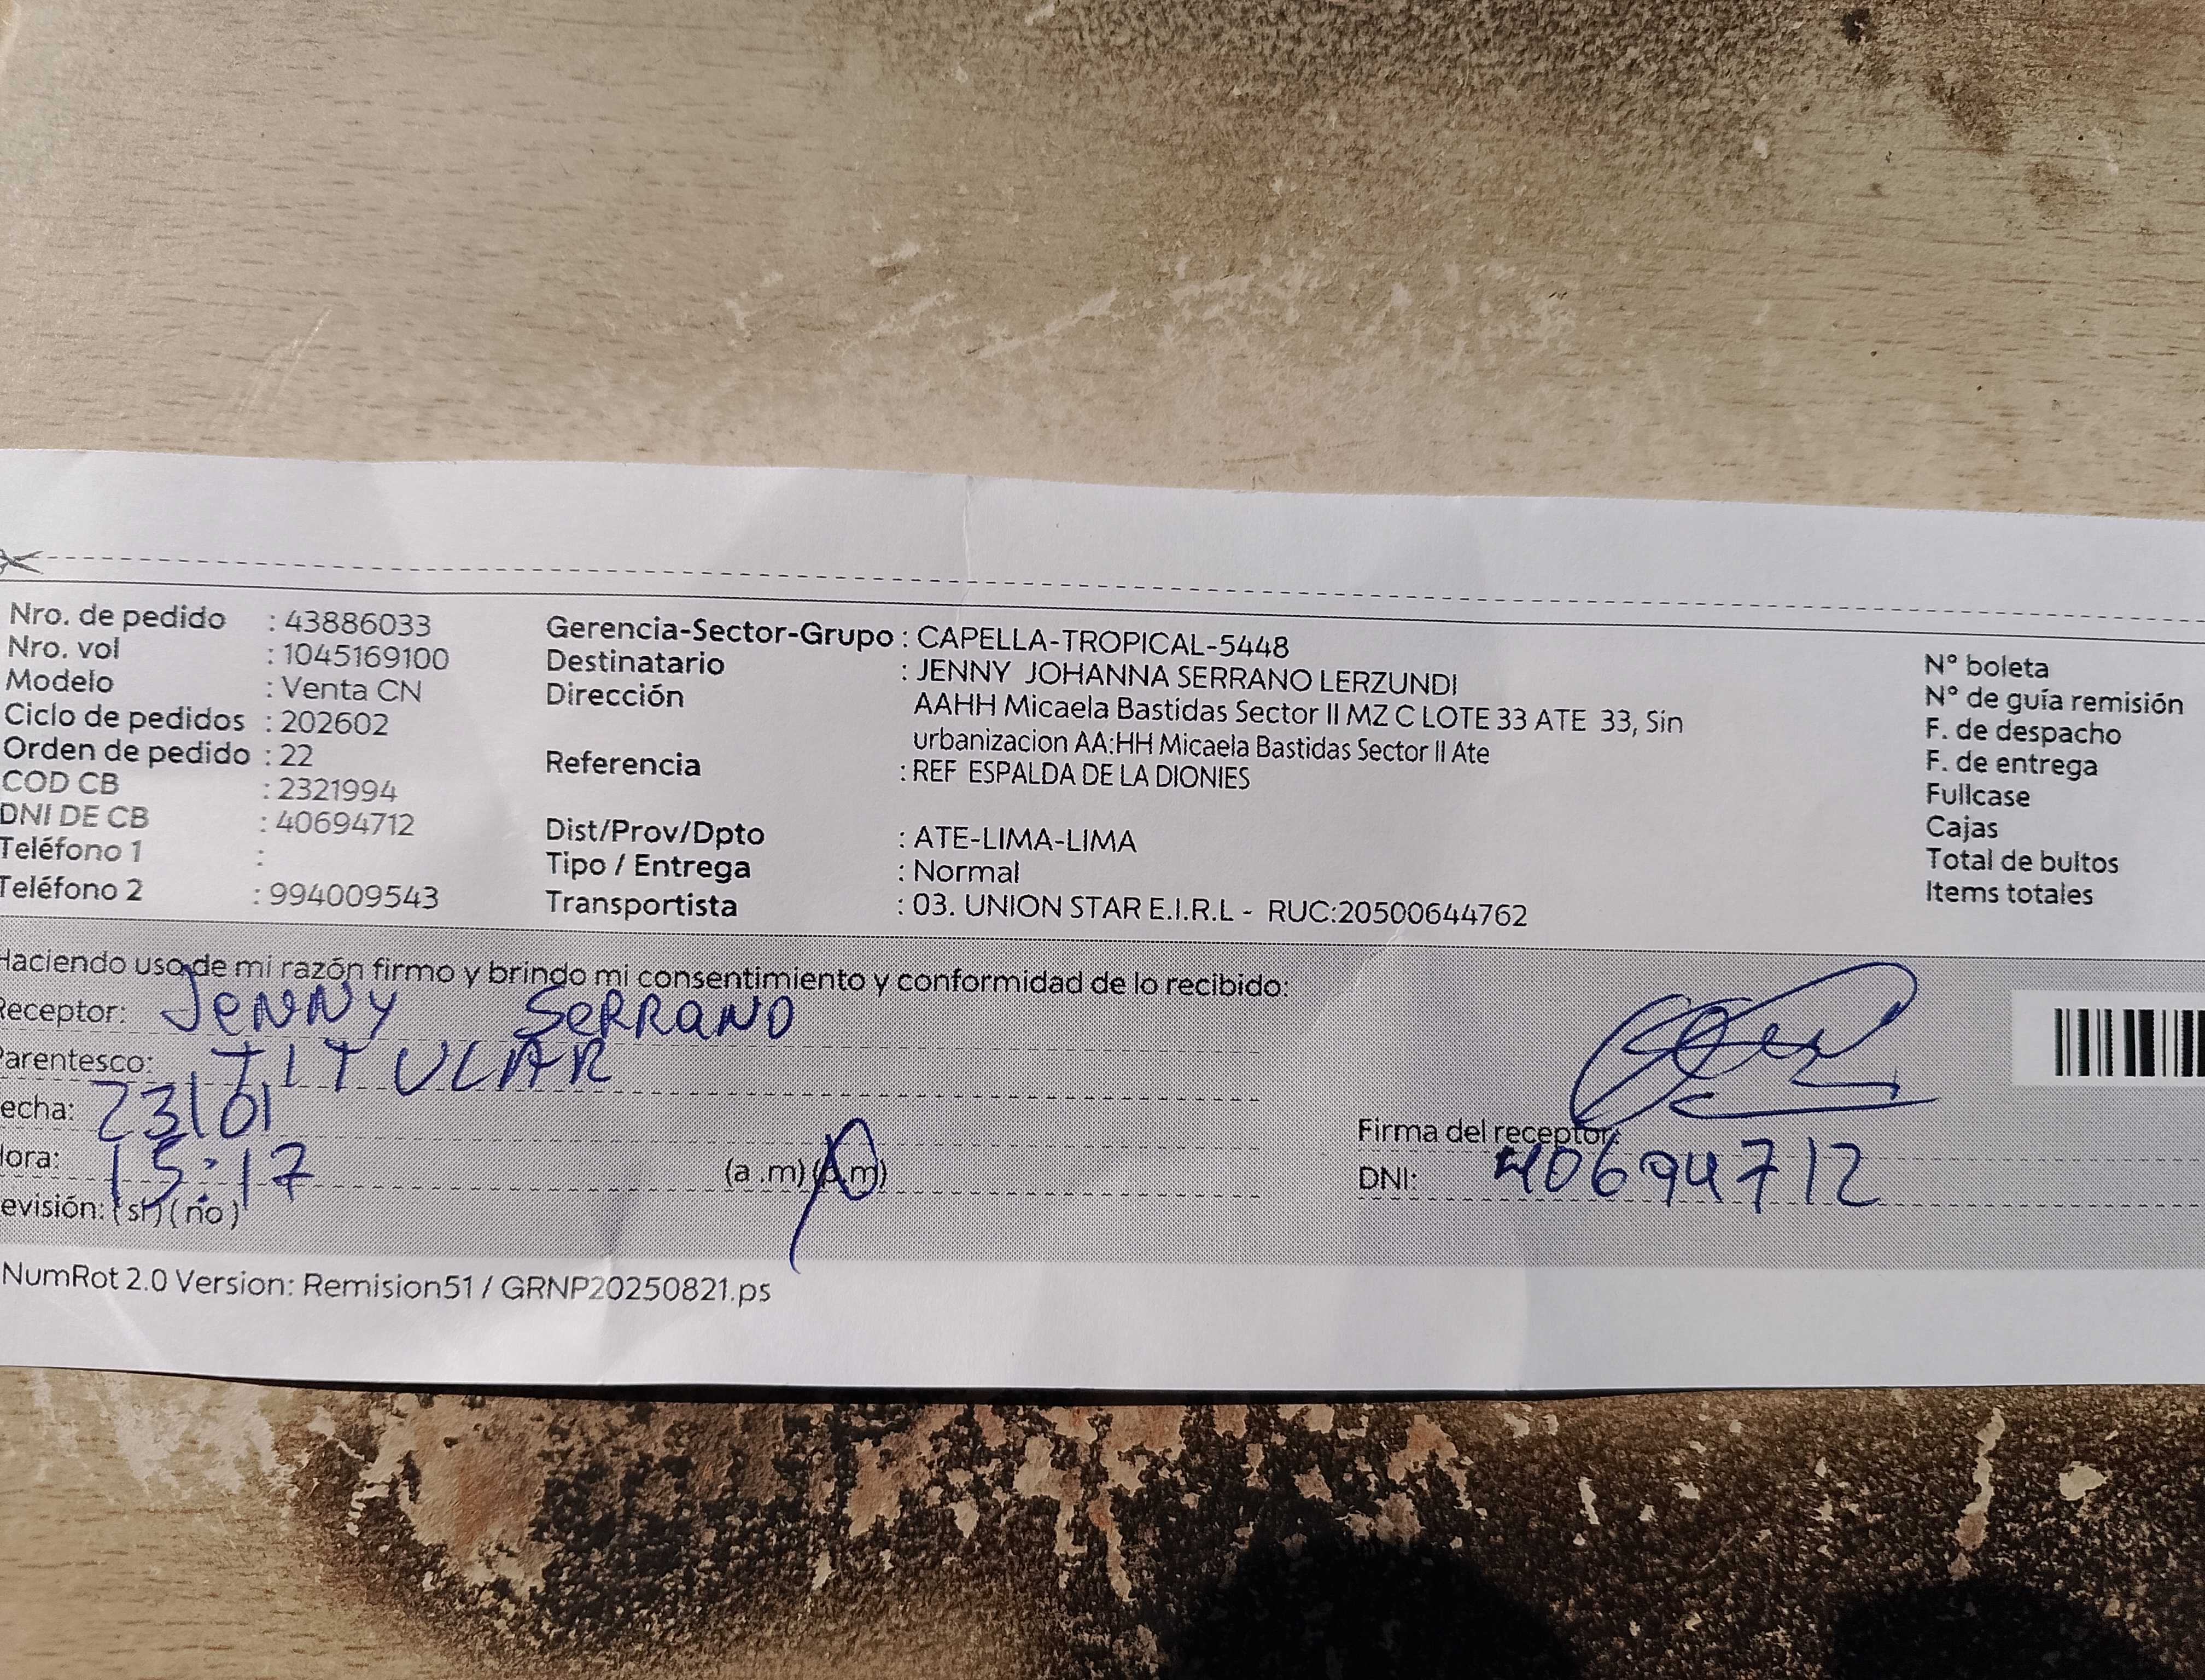 Nro. de pedido : 43886033
Nro. vol : 1045169100
Modelo : Venta CN
Ciclo de pedidos : 202602
Orden de pedido : 22
COD CB : 2321994
DNI DE CB : 40694712
Teléfono 1 :
Teléfono 2 : 994009543
Gerencia-Sector-Grupo : CAPELLA-TROPICAL-5448
Destinatario : JENNY JOHANNA SERRANO LERZUNDI
Dirección AAHH Micaela Bastidas Sector II MZ C LOTE 33 ATE 33, Sin
urbanizacion AA:HH Micaela Bastidas Sector II Ate
Referencia : REF ESPALDA DE LA DIONIES
Dist/Prov/Dpto : ATE-LIMA-LIMA
Tipo / Entrega : Normal
Transportista : 03. UNION STAR E.I.R.L - RUC:20500644762
N° boleta
N° de guía remisión
F. de despacho
F. de entrega
Fullcase
Cajas
Total de bultos
Items totales
Haciendo uso de mi razón firmo y brindo mi consentimiento y conformidad de lo recibido:
Receptor: JENNY SERRANO
Parentesco: TITULAR
echa: 23/01
Hora: 15:17 (a .m) (p.m)
evisión: (si) (no)
Firma del receptor:
DNI: 40694712
NumRot 2.0 Version: Remision51 / GRNP20250821.ps